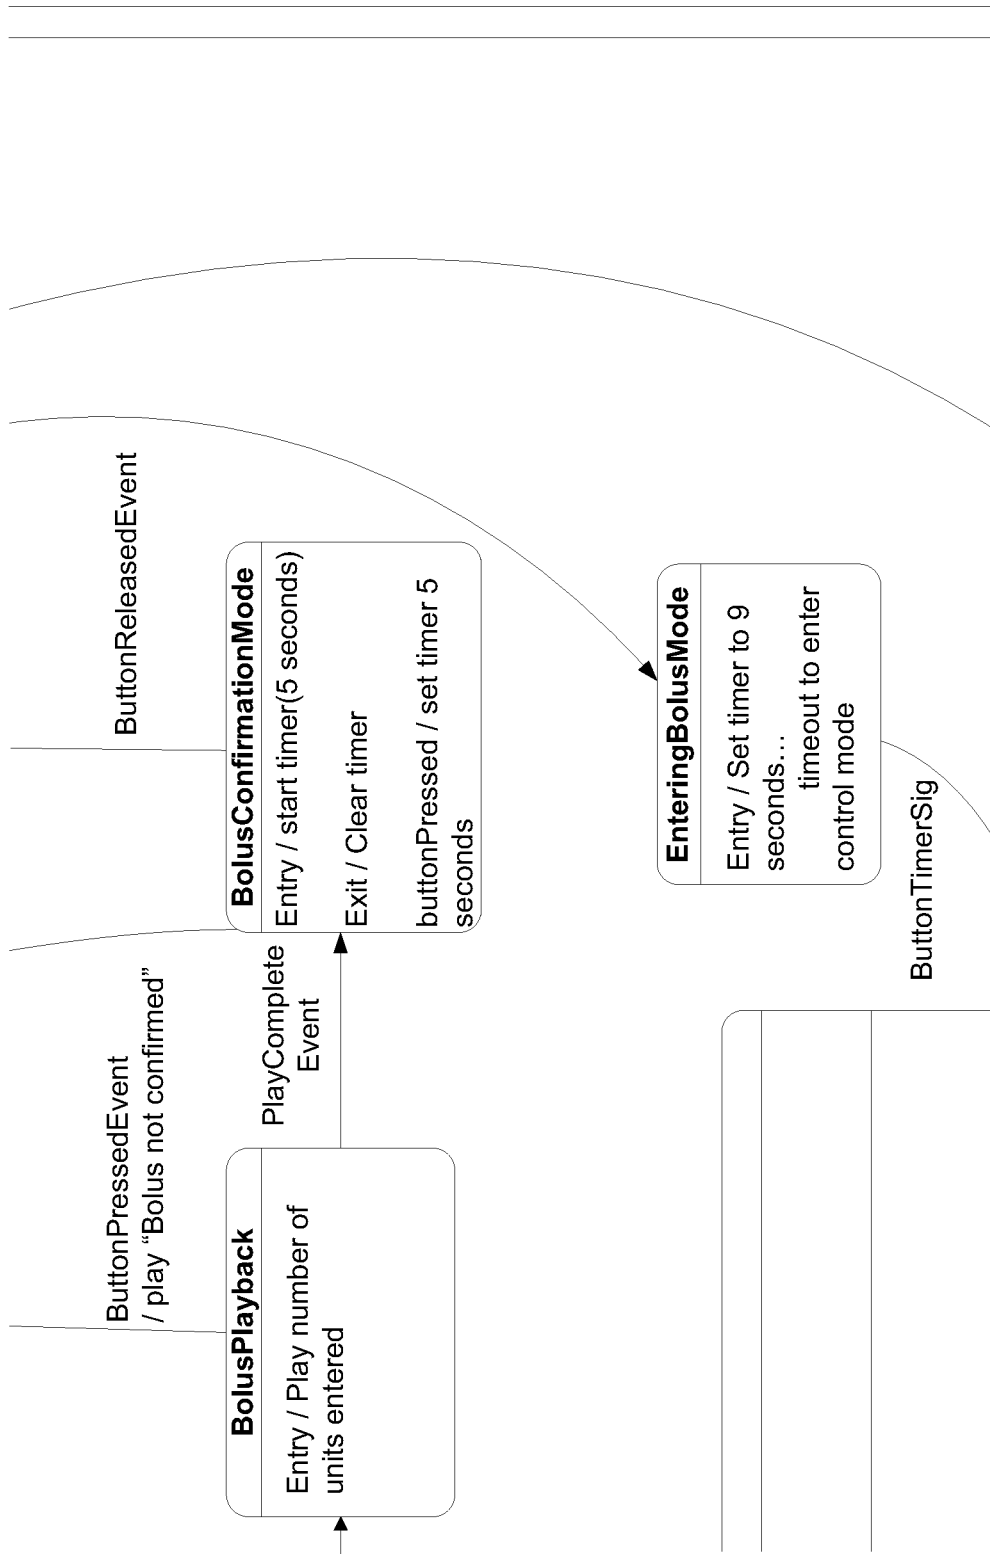 ButtonPressedEvent
/ play “Bolus not confirmed”
ButtonReleasedEvent
BolusPlayback
Entry / Play number of
units entered
PlayComplete
Event
BolusConfirmationMode
Entry / start timer(5 seconds)
Exit / Clear timer
buttonPressed / set timer 5
seconds
EnteringBolusMode
Entry / Set timer to 9
seconds…
timeout to enter
control mode
ButtonTimerSig